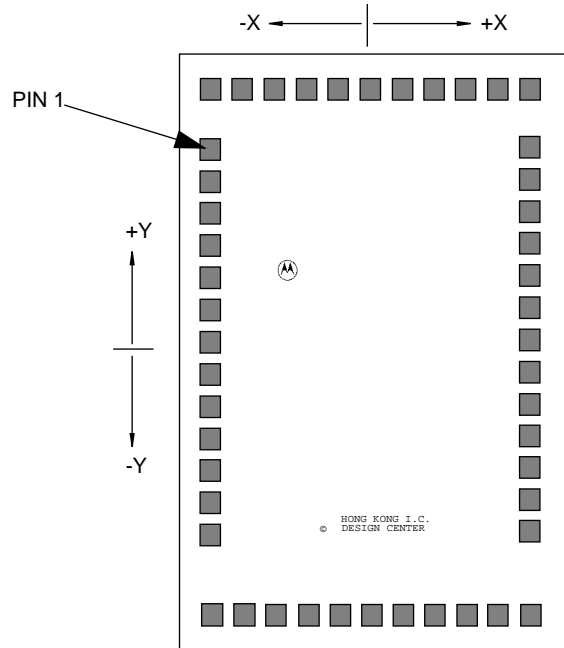 -X +X
PIN 1
+Y
-Y
HONG KONG I.C.
© DESIGN CENTER